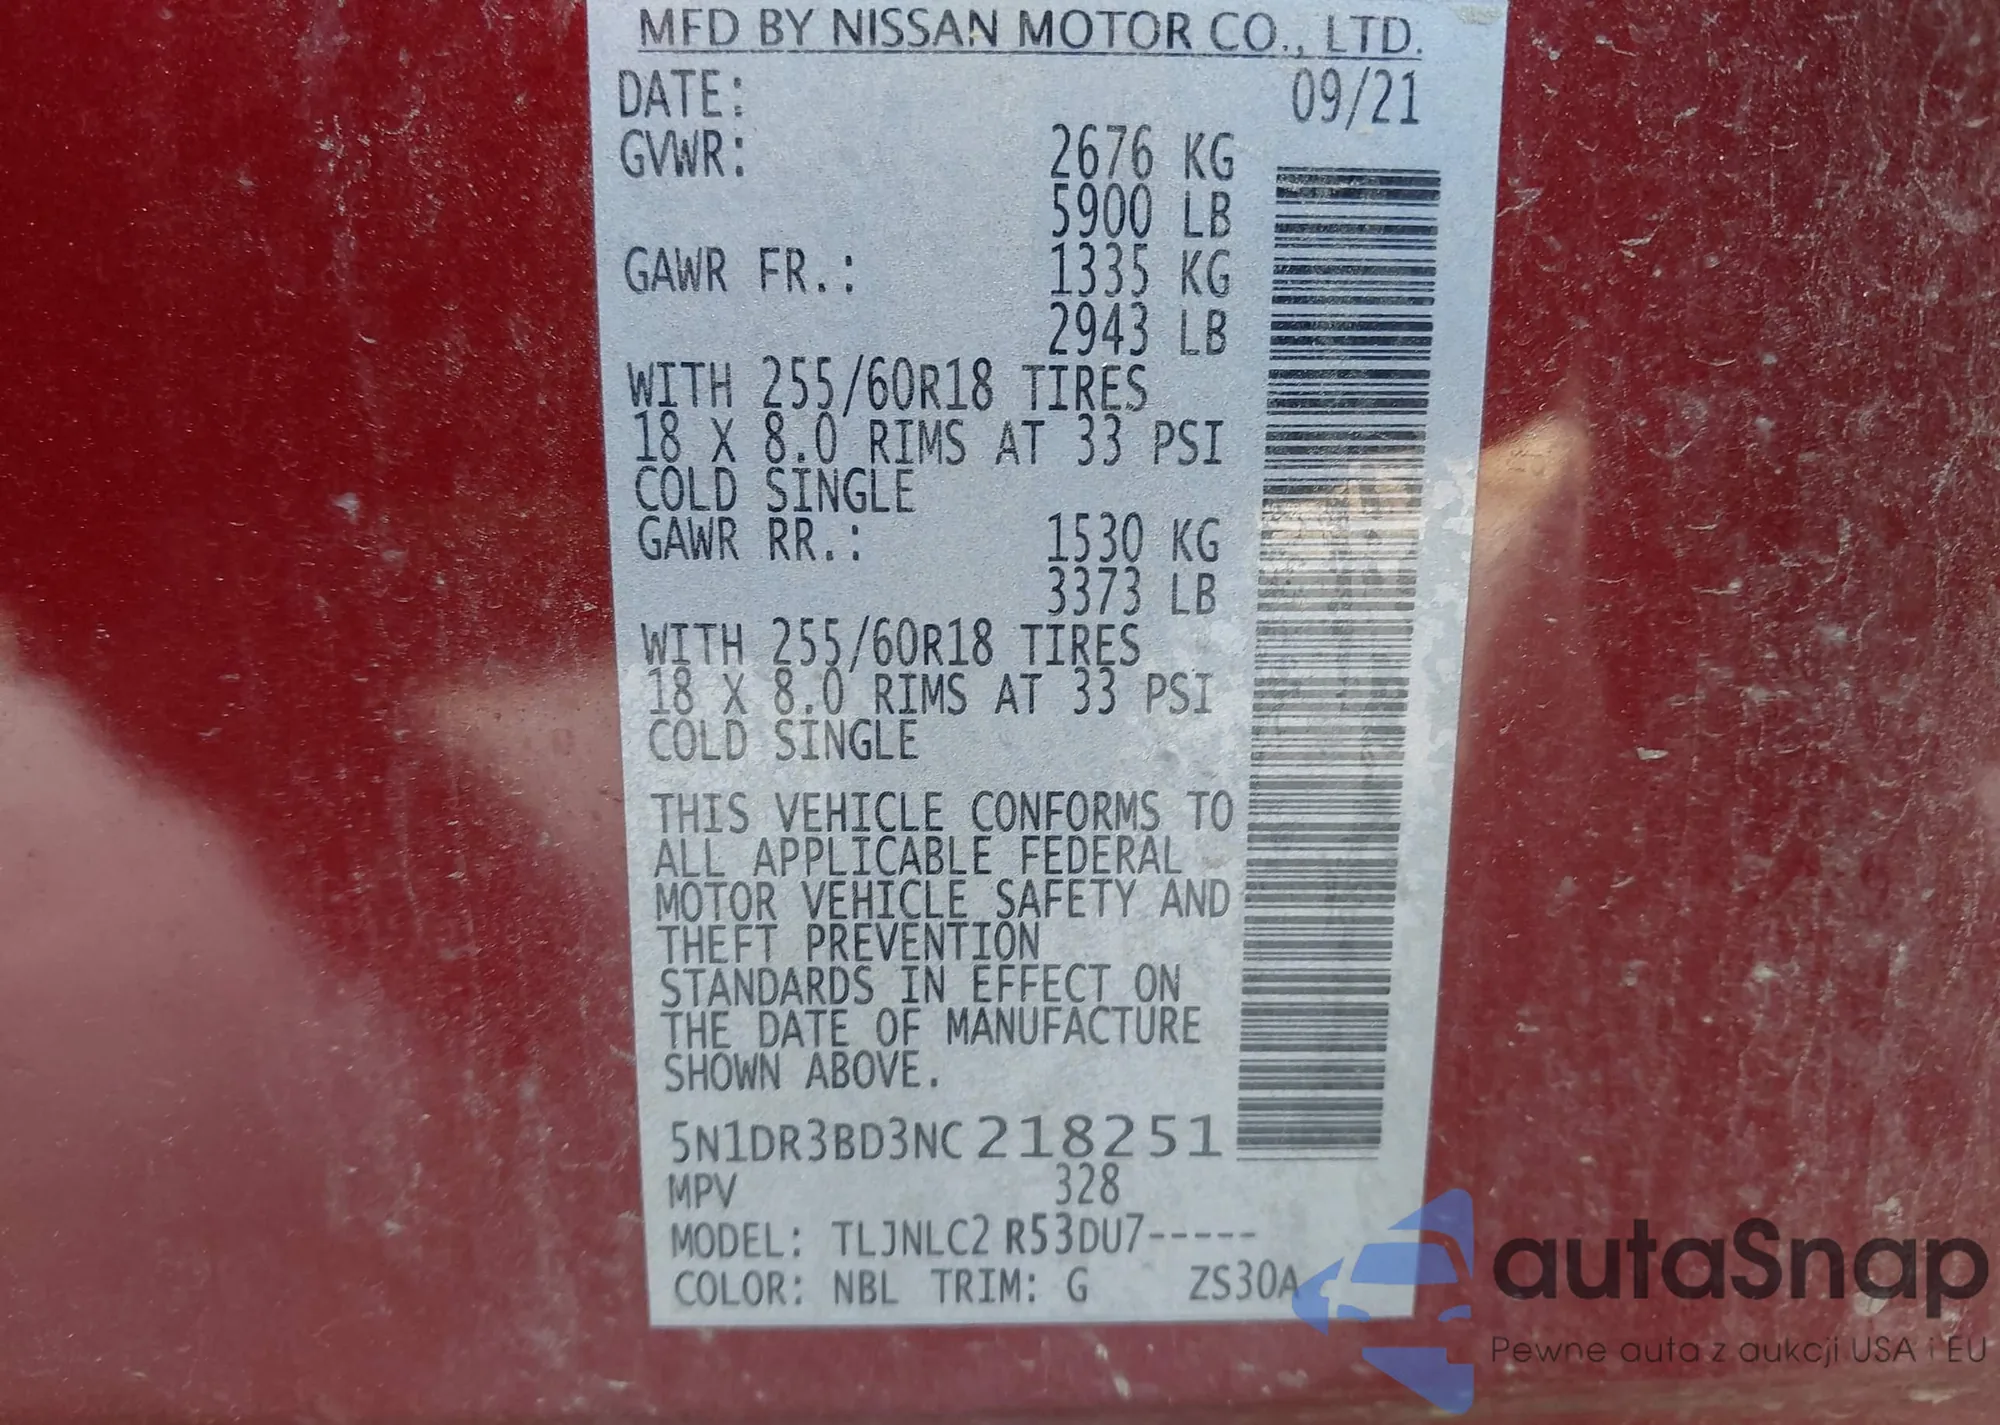 MFD BY NISSAN MOTOR CO., LTD.
DATE: 09/21
GVWR: 2676 KG
5900 LB
GAWR FR.: 1335 KG
2943 LB
WITH 255/60R18 TIRES
18 X 8.0 RIMS AT 33 PSI
COLD SINGLE
GAWR RR.: 1530 KG
3373 LB
WITH 255/60R18 TIRES
18 X 8.0 RIMS AT 33 PSI
COLD SINGLE
THIS VEHICLE CONFORMS TO
ALL APPLICABLE FEDERAL
MOTOR VEHICLE SAFETY AND
THEFT PREVENTION
STANDARDS IN EFFECT ON
THE DATE OF MANUFACTURE
SHOWN ABOVE.
5N1DR3BD3NC218251
MPV 328
MODEL: TLJNLC2 R53DU7-----
COLOR: NBL TRIM: G ZS30A
autaSnap
Pewne auta z aukcji USA i EU